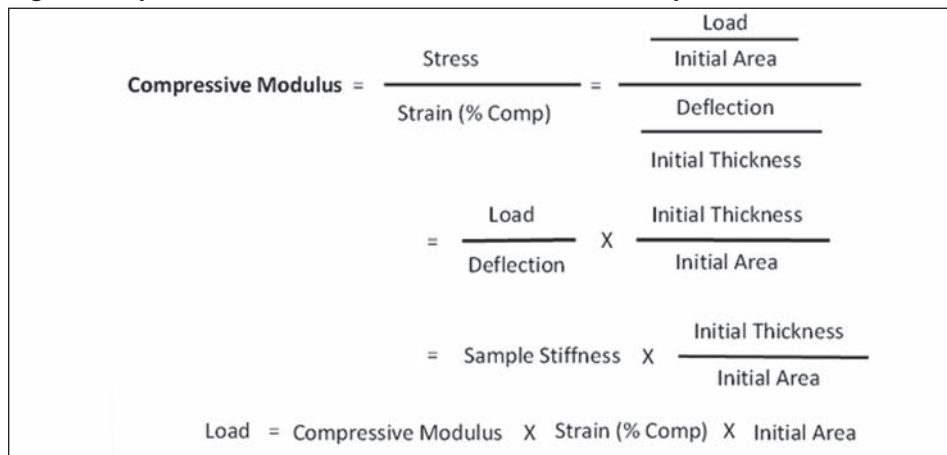 Load
Stress
Initial Area
Compressive Modulus = =
Strain (% Comp)
Deflection
Initial Thickness
Load Initial Thickness
= X
Deflection Initial Area
Initial Thickness
= Sample Stiffness X
Initial Area
Load = Compressive Modulus X Strain (% Comp) X Initial Area